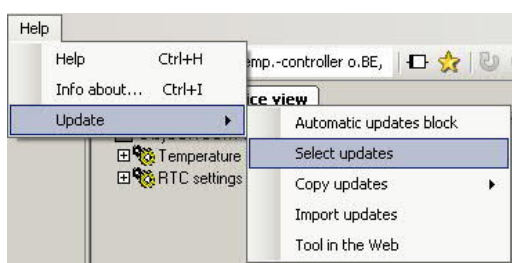 Help
Help Ctrl+H
emp.-controller o.BE,
Info about... Ctrl+I
ice view
Update
Automatic updates block
Select updates
Temperature
RTC settings
Copy updates
Import updates
Tool in the Web